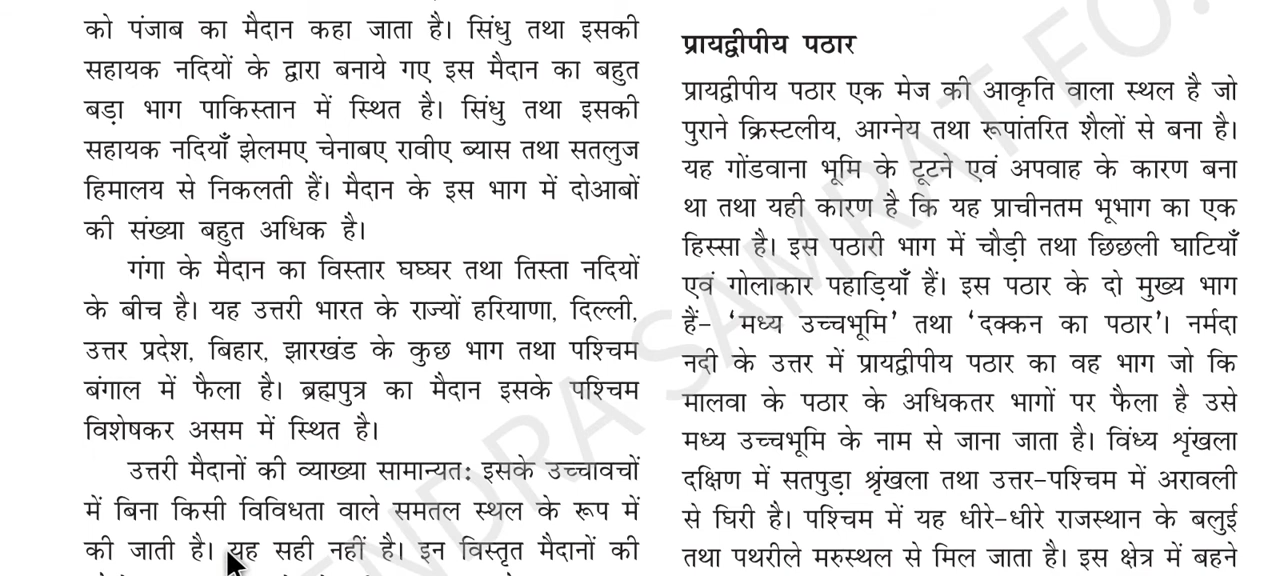 को पंजाब का मैदान कहा जाता है। सिंधु तथा इसकी
सहायक नदियों के द्वारा बनाये गए इस मैदान का बहुत
बड़ा भाग पाकिस्तान में स्थित है। सिंधु तथा इसकी
सहायक नदियाँ झेलमए चेनाबए रावीए ब्यास तथा सतलुज
हिमालय से निकलती हैं। मैदान के इस भाग में दोआबों
की संख्या बहुत अधिक है।
गंगा के मैदान का विस्तार घघ्घर तथा तिस्ता नदियों
के बीच है। यह उत्तरी भारत के राज्यों हरियाणा, दिल्ली,
उत्तर प्रदेश, बिहार, झारखंड के कुछ भाग तथा पश्चिम
बंगाल में फैला है। ब्रह्मपुत्र का मैदान इसके पश्चिम
विशेषकर असम में स्थित है।
उत्तरी मैदानों की व्याख्या सामान्यतः इसके उच्चावचों
में बिना किसी विविधता वाले समतल स्थल के रूप में
की जाती है। यह सही नहीं है। इन विस्तृत मैदानों की
प्रायद्वीपीय पठार
प्रायद्वीपीय पठार एक मेज की आकृति वाला स्थल है जो
पुराने क्रिस्टलीय, आग्नेय तथा रूपांतरित शैलों से बना है।
यह गोंडवाना भूमि के टूटने एवं अपवाह के कारण बना
था तथा यही कारण है कि यह प्राचीनतम भूभाग का एक
हिस्सा है। इस पठारी भाग में चौड़ी तथा छिछली घाटियाँ
एवं गोलाकार पहाड़ियाँ हैं। इस पठार के दो मुख्य भाग
हैं- ‘मध्य उच्चभूमि’ तथा ‘दक्कन का पठार’। नर्मदा
नदी के उत्तर में प्रायद्वीपीय पठार का वह भाग जो कि
मालवा के पठार के अधिकतर भागों पर फैला है उसे
मध्य उच्चभूमि के नाम से जाना जाता है। विंध्य शृंखला
दक्षिण में सतपुड़ा श्रृंखला तथा उत्तर-पश्चिम में अरावली
से घिरी है। पश्चिम में यह धीरे-धीरे राजस्थान के बलुई
तथा पथरीले मरुस्थल से मिल जाता है। इस क्षेत्र में बहने